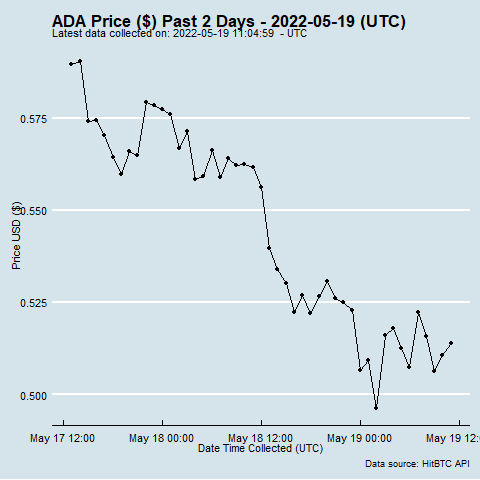 ADA Price ($) Past 2 Days - 2022-05-19 (UTC)
Latest data collected on: 2022-05-19 11:04:59 - UTC
Price USD ($)
0.575
0.550
0.525
0.500
May 17 12:00
May 18 00:00
May 18 12:00
May 19 00:00
May 19 12:
Date Time Collected (UTC)
Data source: HitBTC API